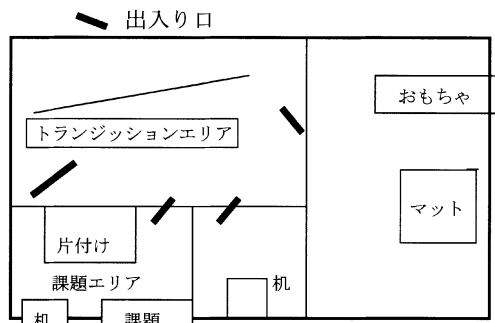 出入り口
おもちゃ
トランジッションエリア
マット
片付け
課題エリア
机
机
課題